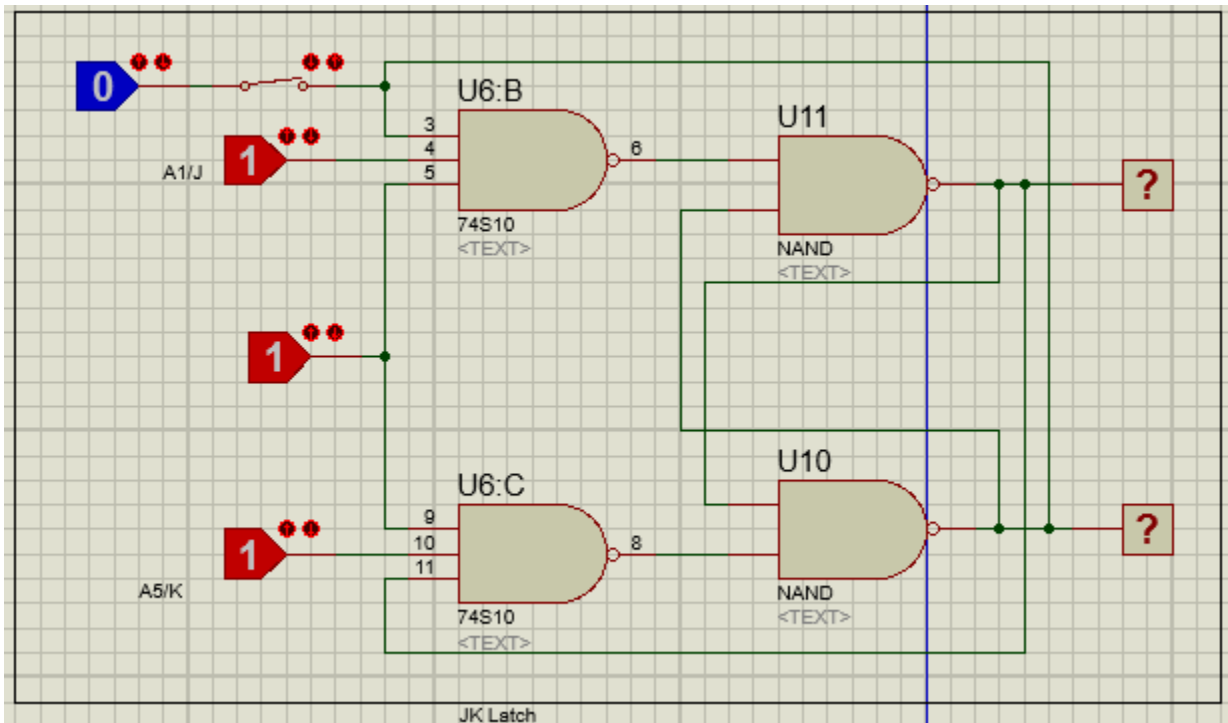 0
U6:B
U11
3
4
5
6
1
A1/J
?
74S10
<TEXT>
NAND
<TEXT>
1
U6:C
U10
9
10
11
8
1
?
A5/K
74S10
<TEXT>
NAND
<TEXT>
JK Latch